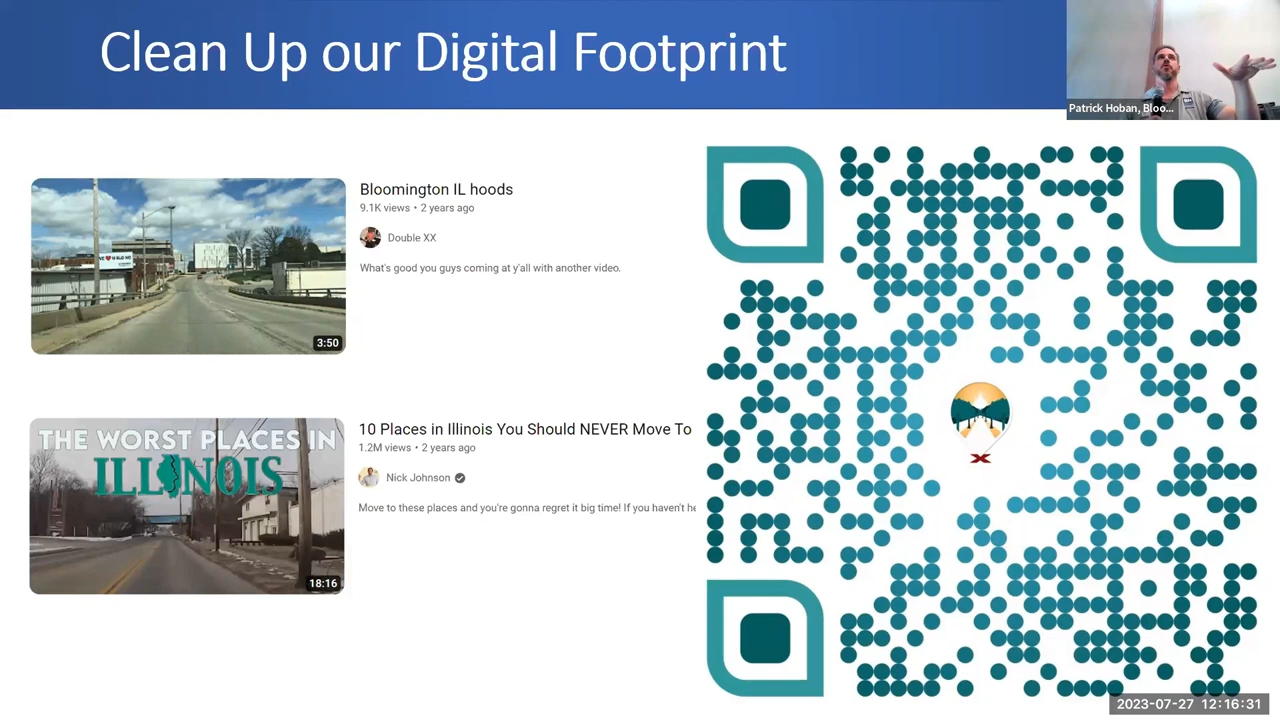 Clean Up our Digital Footprint
Patrick Hoban, Bloo...
Bloomington IL hoods
9.1K views • 2 years ago
Double XX
What's good you guys coming at y'all with another video.
3:50
THE WORST PLACES IN
ILLINOIS
18:16
10 Places in Illinois You Should NEVER Move To
1.2M views • 2 years ago
Nick Johnson
Move to these places and you're gonna regret it big time! If you haven't he
2023-07-27 12:16:31